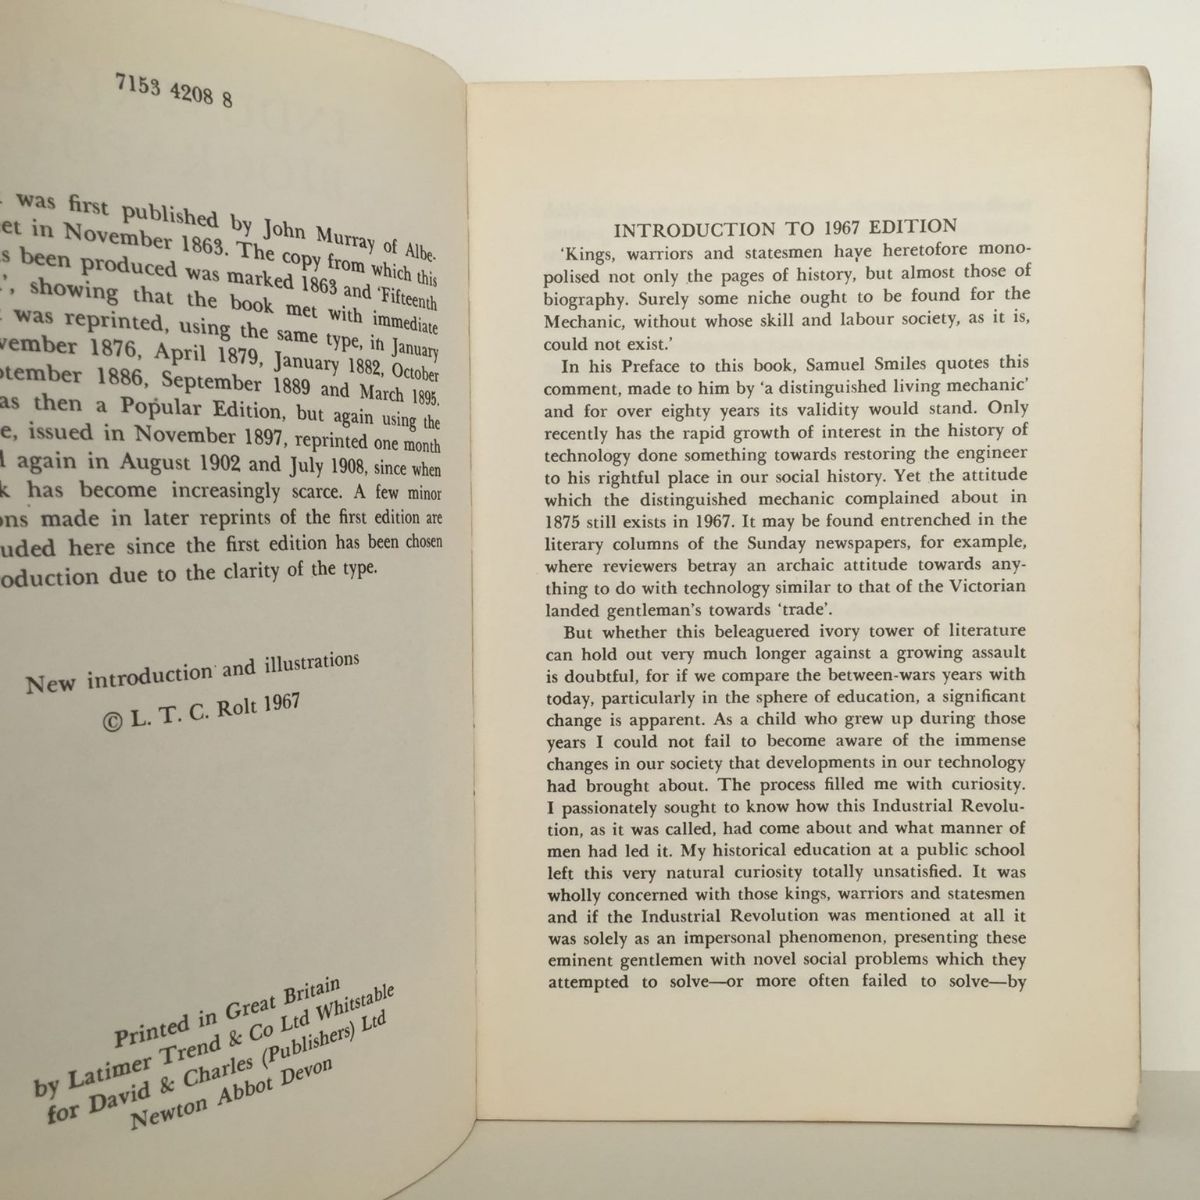 7153 4208 8
was first published by John Murray of Albe-
in November 1863. The copy from which this
been produced was marked 1863 and ‘Fifteenth
’, showing that the book met with immediate
was reprinted, using the same type, in January
1876, April 1879, January 1882, October
1886, September 1889 and March 1895.
then a Popular Edition, but again using the
issued in November 1897, reprinted one month
again in August 1902 and July 1908, since when
has become increasingly scarce. A few minor
made in later reprints of the first edition are
here since the first edition has been chosen
due to the clarity of the type.
New introduction and illustrations
© L. T. C. Rolt 1967
Printed in Great Britain
by Latimer Trend & Co Ltd Whitstable
for David & Charles (Publishers) Ltd
Newton Abbot Devon
INTRODUCTION TO 1967 EDITION
‘Kings, warriors and statesmen have heretofore mono-
polised not only the pages of history, but almost those of
biography. Surely some niche ought to be found for the
Mechanic, without whose skill and labour society, as it is,
could not exist.’
In his Preface to this book, Samuel Smiles quotes this
comment, made to him by ‘a distinguished living mechanic’
and for over eighty years its validity would stand. Only
recently has the rapid growth of interest in the history of
technology done something towards restoring the engineer
to his rightful place in our social history. Yet the attitude
which the distinguished mechanic complained about in
1875 still exists in 1967. It may be found entrenched in the
literary columns of the Sunday newspapers, for example,
where reviewers betray an archaic attitude towards any-
thing to do with technology similar to that of the Victorian
landed gentleman’s towards ‘trade’.
But whether this beleaguered ivory tower of literature
can hold out very much longer against a growing assault
is doubtful, for if we compare the between-wars years with
today, particularly in the sphere of education, a significant
change is apparent. As a child who grew up during those
years I could not fail to become aware of the immense
changes in our society that developments in our technology
had brought about. The process filled me with curiosity.
I passionately sought to know how this Industrial Revolu-
tion, as it was called, had come about and what manner of
men had led it. My historical education at a public school
left this very natural curiosity totally unsatisfied. It was
wholly concerned with those kings, warriors and statesmen
and if the Industrial Revolution was mentioned at all it
was solely as an impersonal phenomenon, presenting these
eminent gentlemen with novel social problems which they
attempted to solve—or more often failed to solve—by